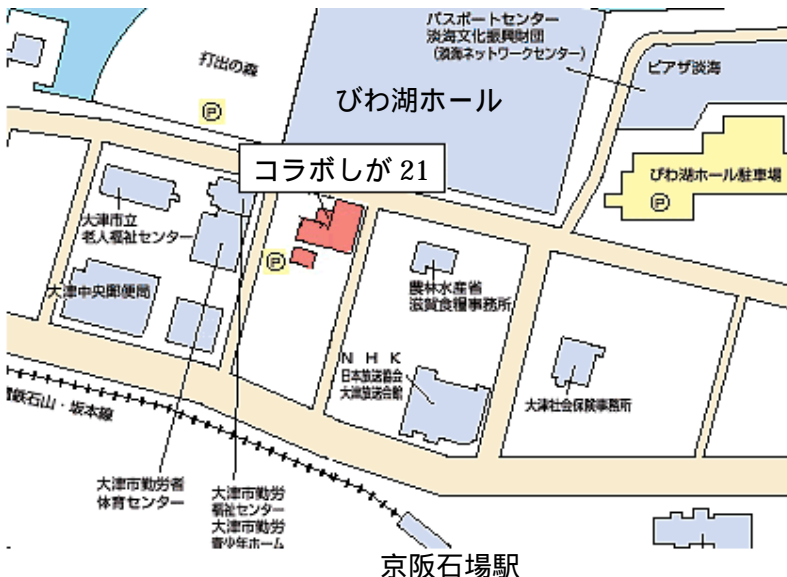 パスポートセンター
淡海文化振興財団
（淡海ネットワークセンター）
ピアザ淡海
打出の森
Ⓟ
びわ湖ホール
コラボしが 21
びわ湖ホール駐車場
Ⓟ
大津市立
老人福祉センター
Ⓟ
大津中央郵便局
農林水産省
滋賀食糧事務所
N H K
日本放送協会
大津放送会館
大津社会保険事務所
鉄石山・坂本線
大津市勤労者
体育センター
大津市勤労
福祉センター
大津市勤労
青少年ホーム
京阪石場駅